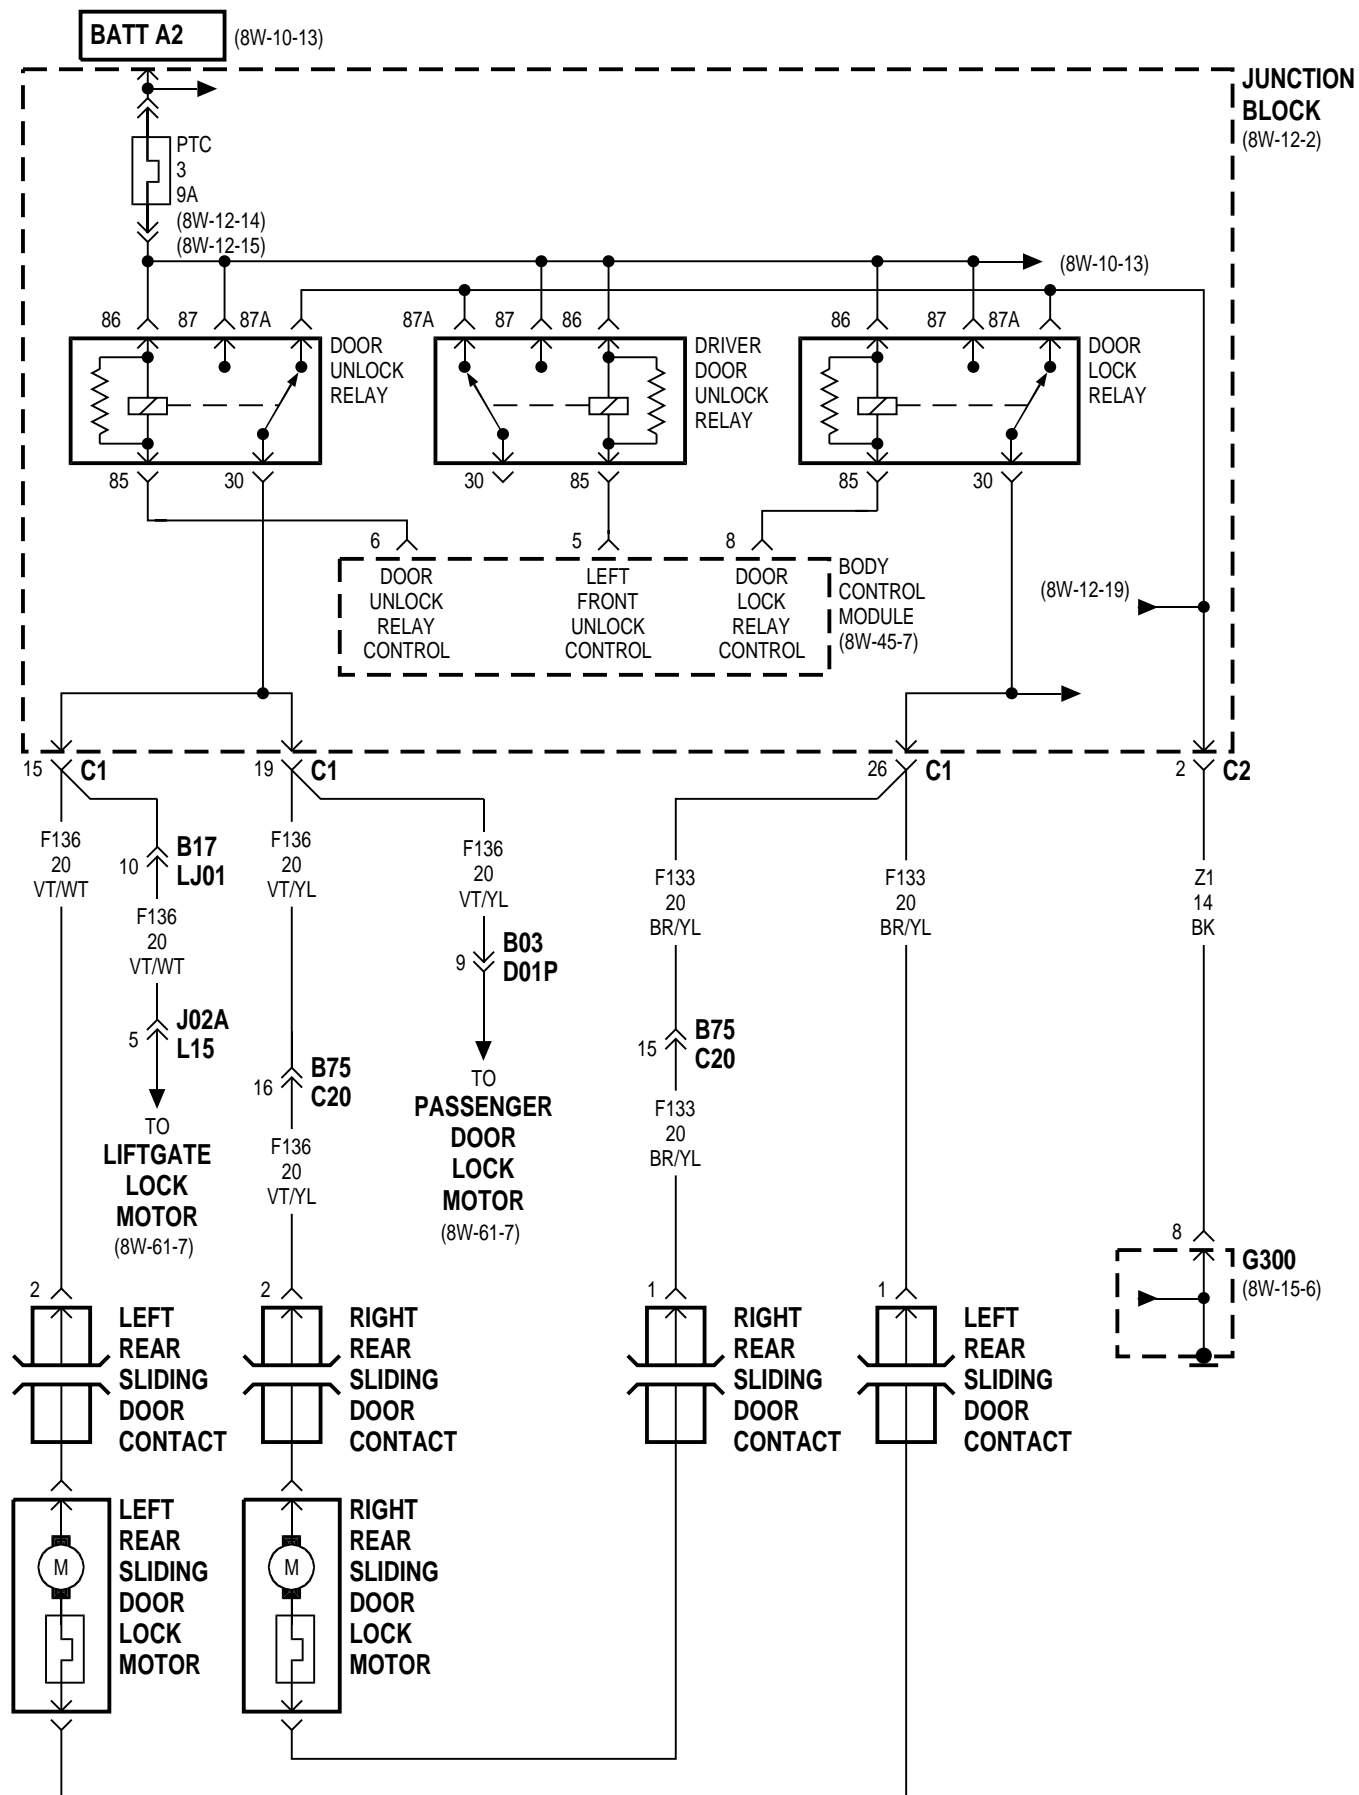 BATT A2 (8W-10-13)
JUNCTION
BLOCK
(8W-12-2)
PTC
3
9A
(8W-12-14)
(8W-12-15)
(8W-10-13)
86 87 87A
87A 87 86
86 87 87A
DOOR
UNLOCK
RELAY
DRIVER
DOOR
UNLOCK
RELAY
DOOR
LOCK
RELAY
85 30
30 85
85 30
6 5 8
DOOR
UNLOCK
RELAY
CONTROL
LEFT
FRONT
UNLOCK
CONTROL
DOOR
LOCK
RELAY
CONTROL
BODY
CONTROL
MODULE
(8W-45-7)
(8W-12-19)
15 C1
19 C1
26 C1
2 C2
F136
20
VT/WT
10
B17
LJ01
F136
20
VT/WT
5
J02A
L15
TO
LIFTGATE
LOCK
MOTOR
(8W-61-7)
F136
20
VT/YL
16
B75
C20
F136
20
VT/YL
F136
20
VT/YL
9
B03
D01P
TO
PASSENGER
DOOR
LOCK
MOTOR
(8W-61-7)
F133
20
BR/YL
15
B75
C20
F133
20
BR/YL
F133
20
BR/YL
Z1
14
BK
8
G300
(8W-15-6)
2
LEFT
REAR
SLIDING
DOOR
CONTACT
2
RIGHT
REAR
SLIDING
DOOR
CONTACT
1
RIGHT
REAR
SLIDING
DOOR
CONTACT
1
LEFT
REAR
SLIDING
DOOR
CONTACT
M
LEFT
REAR
SLIDING
DOOR
LOCK
MOTOR
M
RIGHT
REAR
SLIDING
DOOR
LOCK
MOTOR